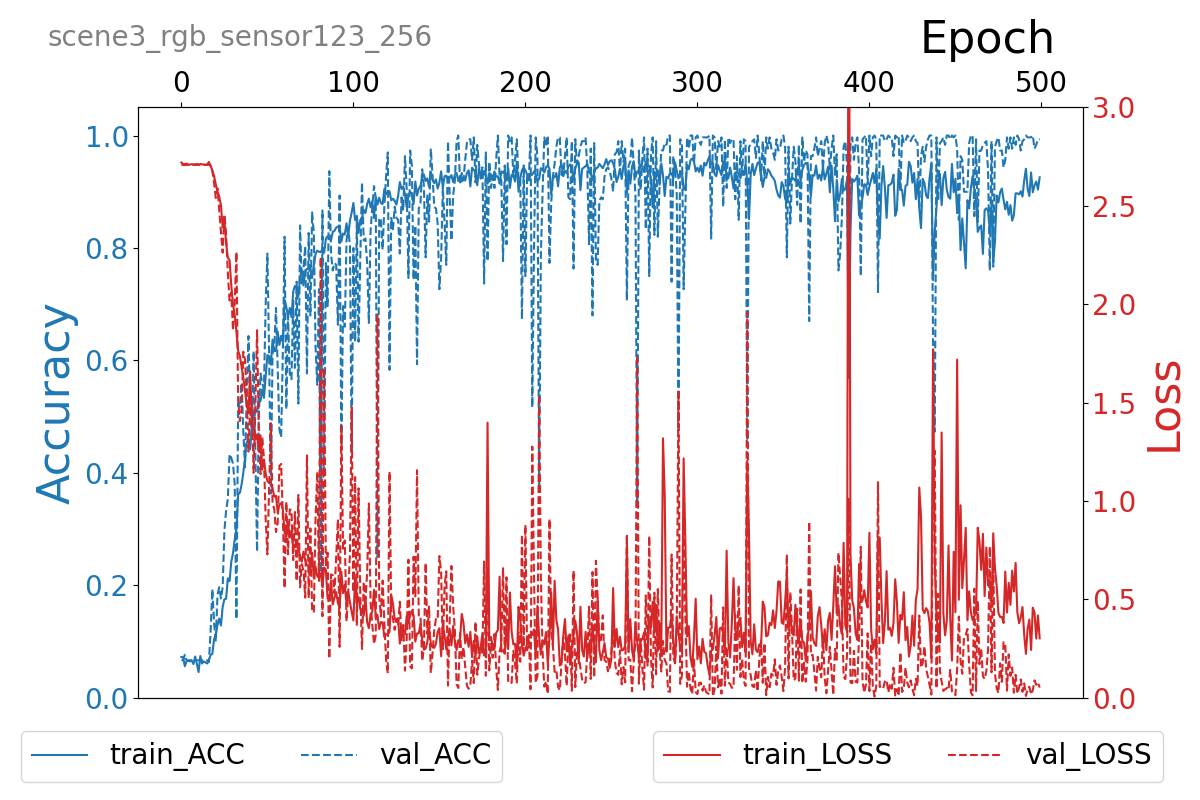 scene3_rgb_sensor123_256
Epoch
0 100 200 300 400 500
1.0
0.8
0.6
0.4
0.2
0.0
Accuracy
3.0
2.5
2.0
1.5
1.0
0.5
0.0
Loss
train_ACC val_ACC
train_LOSS val_LOSS